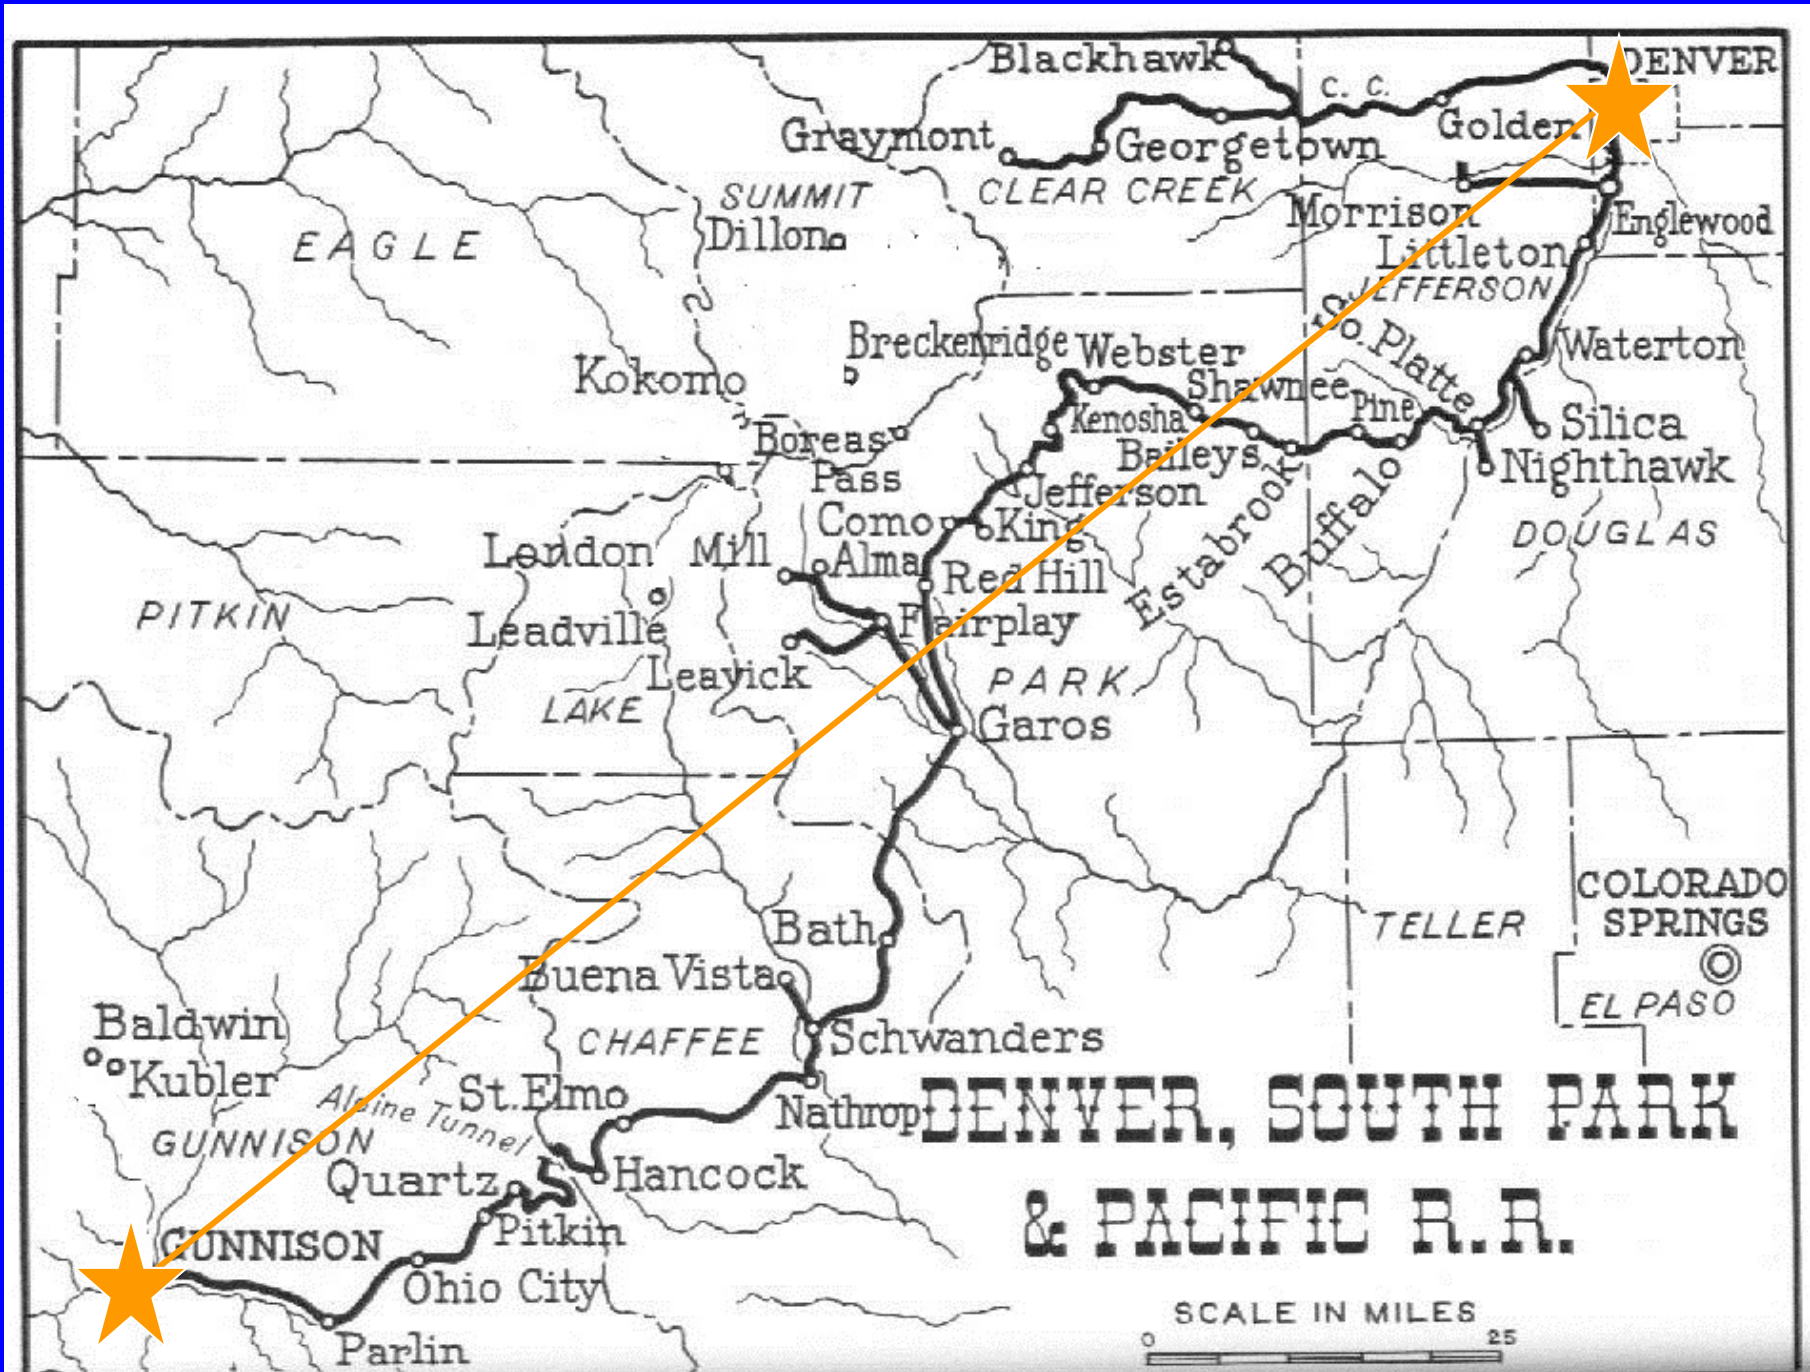 DENVER
Blackhawk
C. C.
Golden
Graymont
Georgetown
SUMMIT
CLEAR CREEK
Morrison
Englewood
Dillon
EAGLE
Littleton
JEFFERSON
So. Platte
Breckenridge
Webster
Waterton
Kokomo
Shawnee
Pine
Kenosha
Silica
Boreas
Pass
Baileys
Nighthawk
Jefferson
Estabrook
Buffalo
Como
King
DOUGLAS
London Mill
Alma
Red Hill
PITKIN
Leadville
Fairplay
Leavick
PARK
LAKE
Garos
COLORADO
SPRINGS
TELLER
Bath
Buena Vista
EL PASO
Baldwin
CHAFFEE
Schwanders
Kubler
St. Elmo
Alpine Tunnel
Nathrop
DENVER, SOUTH PARK
& PACIFIC R.R.
GUNNISON
Quartz
Hancock
GUNNISON
Pitkin
Ohio City
Parlin
SCALE IN MILES
0 25